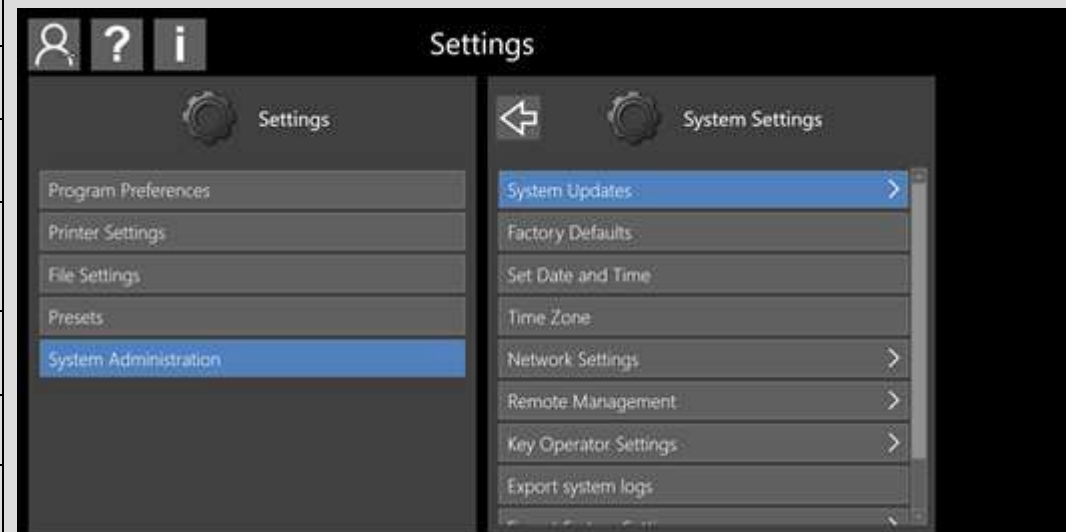 ? i Settings
Settings
Program Preferences
Printer Settings
File Settings
Presets
System Administration
System Settings
System Updates
Factory Defaults
Set Date and Time
Time Zone
Network Settings
Remote Management
Key Operator Settings
Export system logs